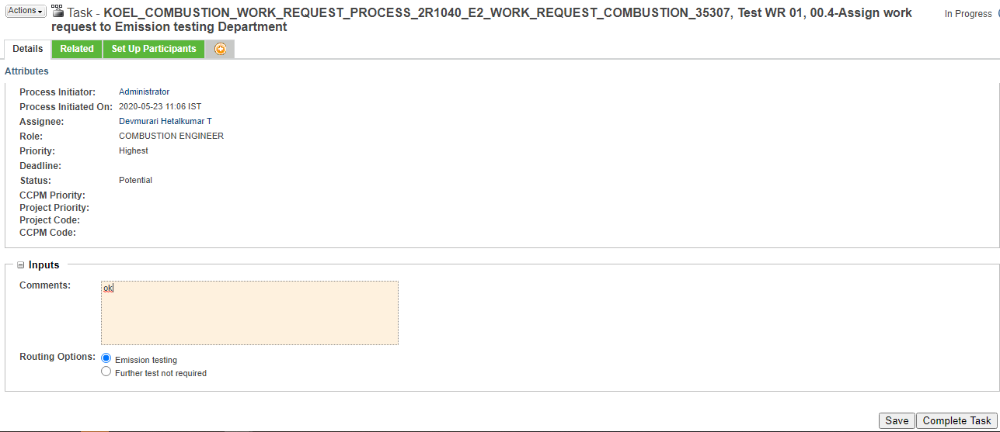 Actions
Task - KOEL_COMBUSTION_WORK_REQUEST_PROCESS_2R1040_E2_WORK_REQUEST_COMBUSTION_35307, Test WR 01, 00.4-Assign work
request to Emission testing Department
In Progress
Details Related Set Up Participants
Attributes
Process Initiator: Administrator
Process Initiated On: 2020-05-23 11:06 IST
Assignee: Devmurari Hetalkumar T
Role: COMBUSTION ENGINEER
Priority: Highest
Deadline:
Status: Potential
CCPM Priority:
Project Priority:
Project Code:
CCPM Code:
Inputs
Comments: ok
Routing Options: Emission testing
Further test not required
Save Complete Task